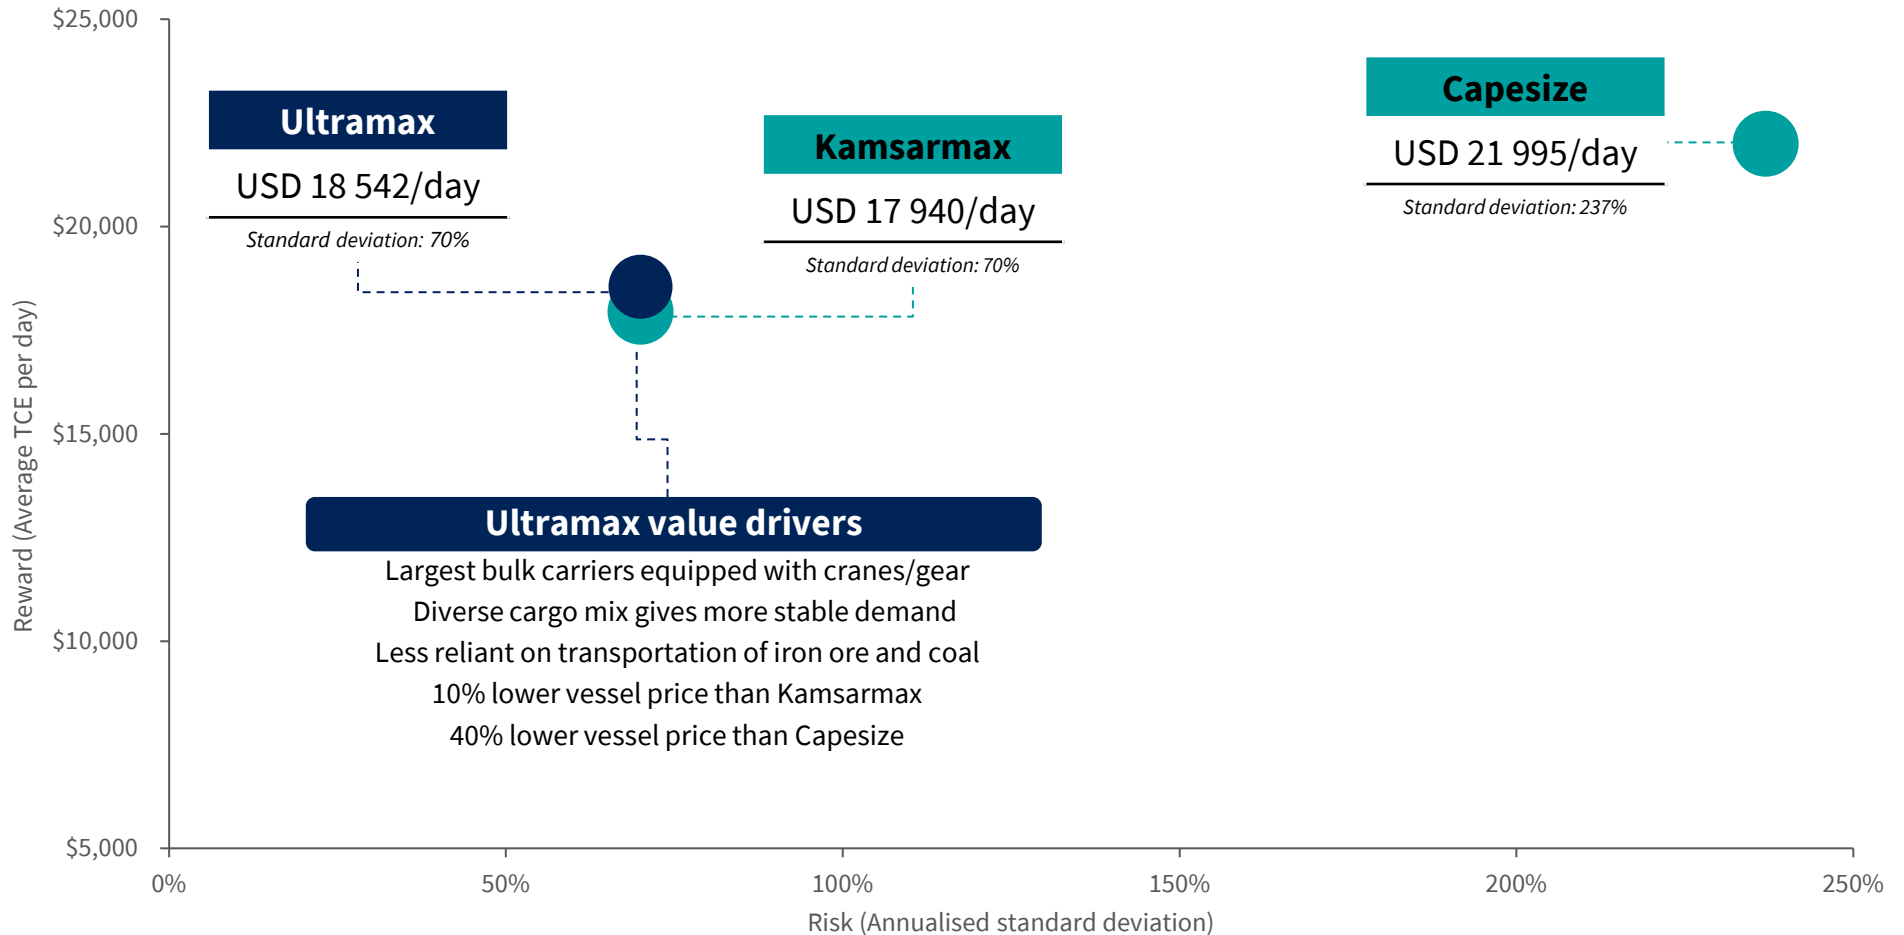 $25,000
$20,000
$15,000
$10,000
$5,000
Reward (Average TCE per day)
Ultramax
USD 18 542/day
Standard deviation: 70%
Kamsarmax
USD 17 940/day
Standard deviation: 70%
Capesize
USD 21 995/day
Standard deviation: 237%
Ultramax value drivers
Largest bulk carriers equipped with cranes/gear
Diverse cargo mix gives more stable demand
Less reliant on transportation of iron ore and coal
10% lower vessel price than Kamsarmax
40% lower vessel price than Capesize
0% 50% 100% 150% 200% 250%
Risk (Annualised standard deviation)